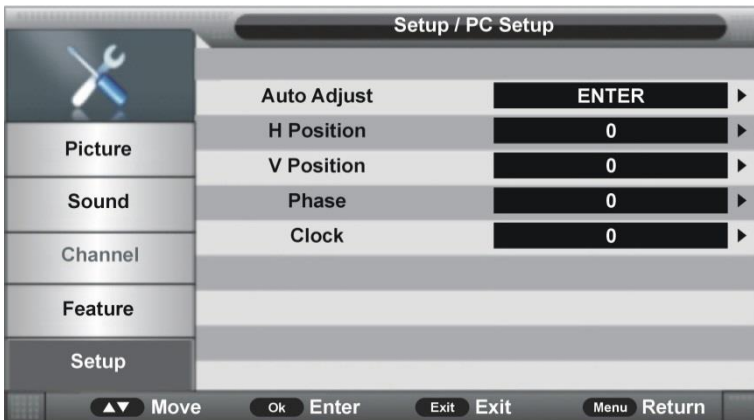 Setup / PC Setup
Auto Adjust ENTER
H Position 0
V Position 0
Phase 0
Clock 0
Picture
Sound
Channel
Feature
Setup
▲▼ Move Ok Enter Exit Exit Menu Return